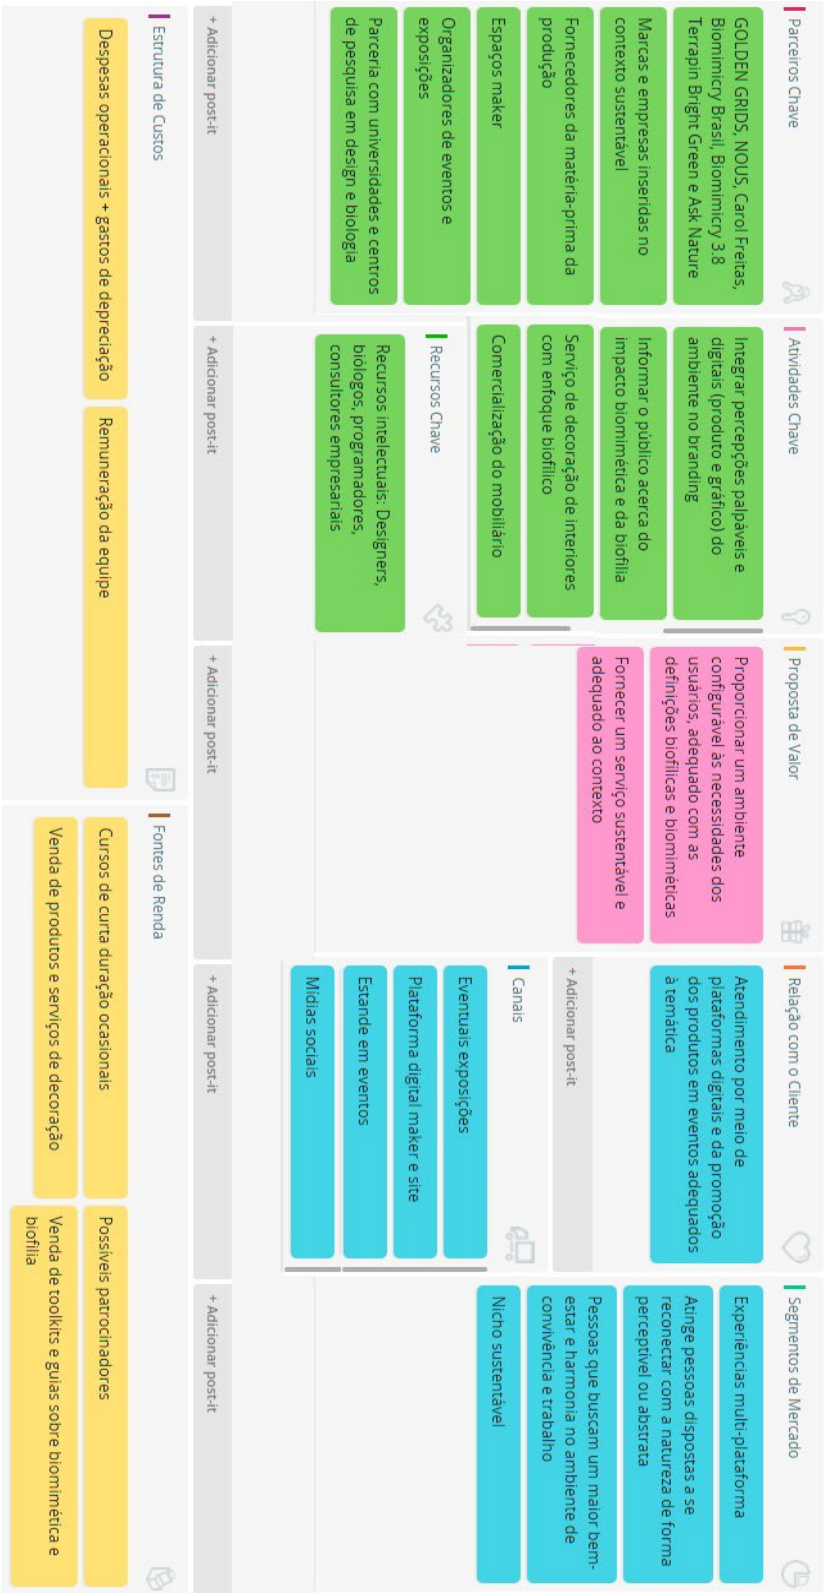 Parceiros Chave
GOLDEN GRIDS, NOUS, Carol Freitas,
Biomimicry Brasil, Biomimicry 3.8
Terrapin Bright Green e Ask Nature
Marcas e empresas inseridas no
contexto sustentável
Fornecedores da matéria-prima da
produção
Espaços maker
Organizadores de eventos e
exposições
Parceria com universidades e centros
de pesquisa em design e biologia
+ Adicionar post-it
Atividades Chave
Integrar percepções palpáveis e
digitais (produto e gráfico) do
ambiente no branding
Informar o público acerca do
impacto biomimética e da biofilia
Serviço de decoração de interiores
com enfoque biofílico
Comercialização do mobiliário
Recursos Chave
Recursos intelectuais: Designers,
biólogos, programadores,
consultores empresariais
+ Adicionar post-it
Proposta de Valor
Proporcionar um ambiente
configurável às necessidades dos
usuários, adequado com as
definições biofílicas e biomiméticas
Fornecer um serviço sustentável e
adequado ao contexto
+ Adicionar post-it
Relação com o Cliente
Atendimento por meio de
plataformas digitais e da promoção
dos produtos em eventos adequados
à temática
+ Adicionar post-it
Canais
Eventuais exposições
Plataforma digital maker e site
Estande em eventos
Mídias sociais
+ Adicionar post-it
Segmentos de Mercado
Experiências multi-plataforma
Atinge pessoas dispostas a se
reconectar com a natureza de forma
perceptível ou abstrata
Pessoas que buscam um maior bem-
estar e harmonia no ambiente de
convivência e trabalho
Nicho sustentável
+ Adicionar post-it
Estrutura de Custos
Despesas operacionais + gastos de depreciação
Remuneração da equipe
Fontes de Renda
Cursos de curta duração ocasionais
Possíveis patrocinadores
Venda de produtos e serviços de decoração
Venda de toolkits e guias sobre biomimética e
biofilia